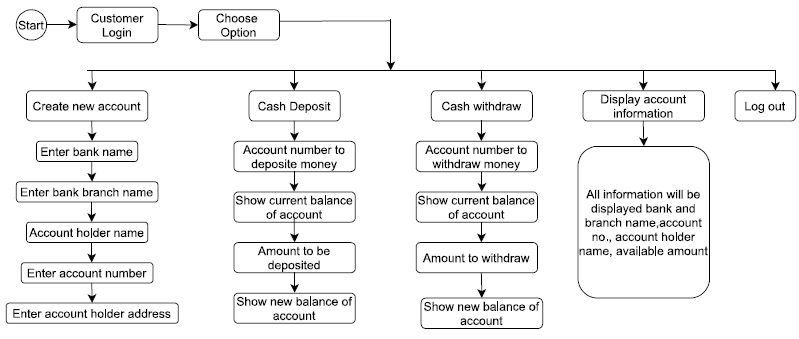 Start
Customer
Login
Choose
Option
Create new account
Enter bank name
Enter bank branch name
Account holder name
Enter account number
Enter account holder address
Cash Deposit
Account number to
deposite money
Show current balance
of account
Amount to be
deposited
Show new balance of
account
Cash withdraw
Account number to
withdraw money
Show current balance
of account
Amount to withdraw
Show new balance of
account
Display account
information
All information will be
displayed bank and
branch name,account
no., account holder
name, available amount
Log out